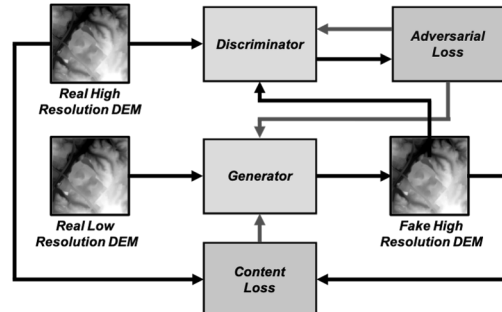 Discriminator
Adversarial
Loss
Real High
Resolution DEM
Generator
Real Low
Resolution DEM
Fake High
Resolution DEM
Content
Loss